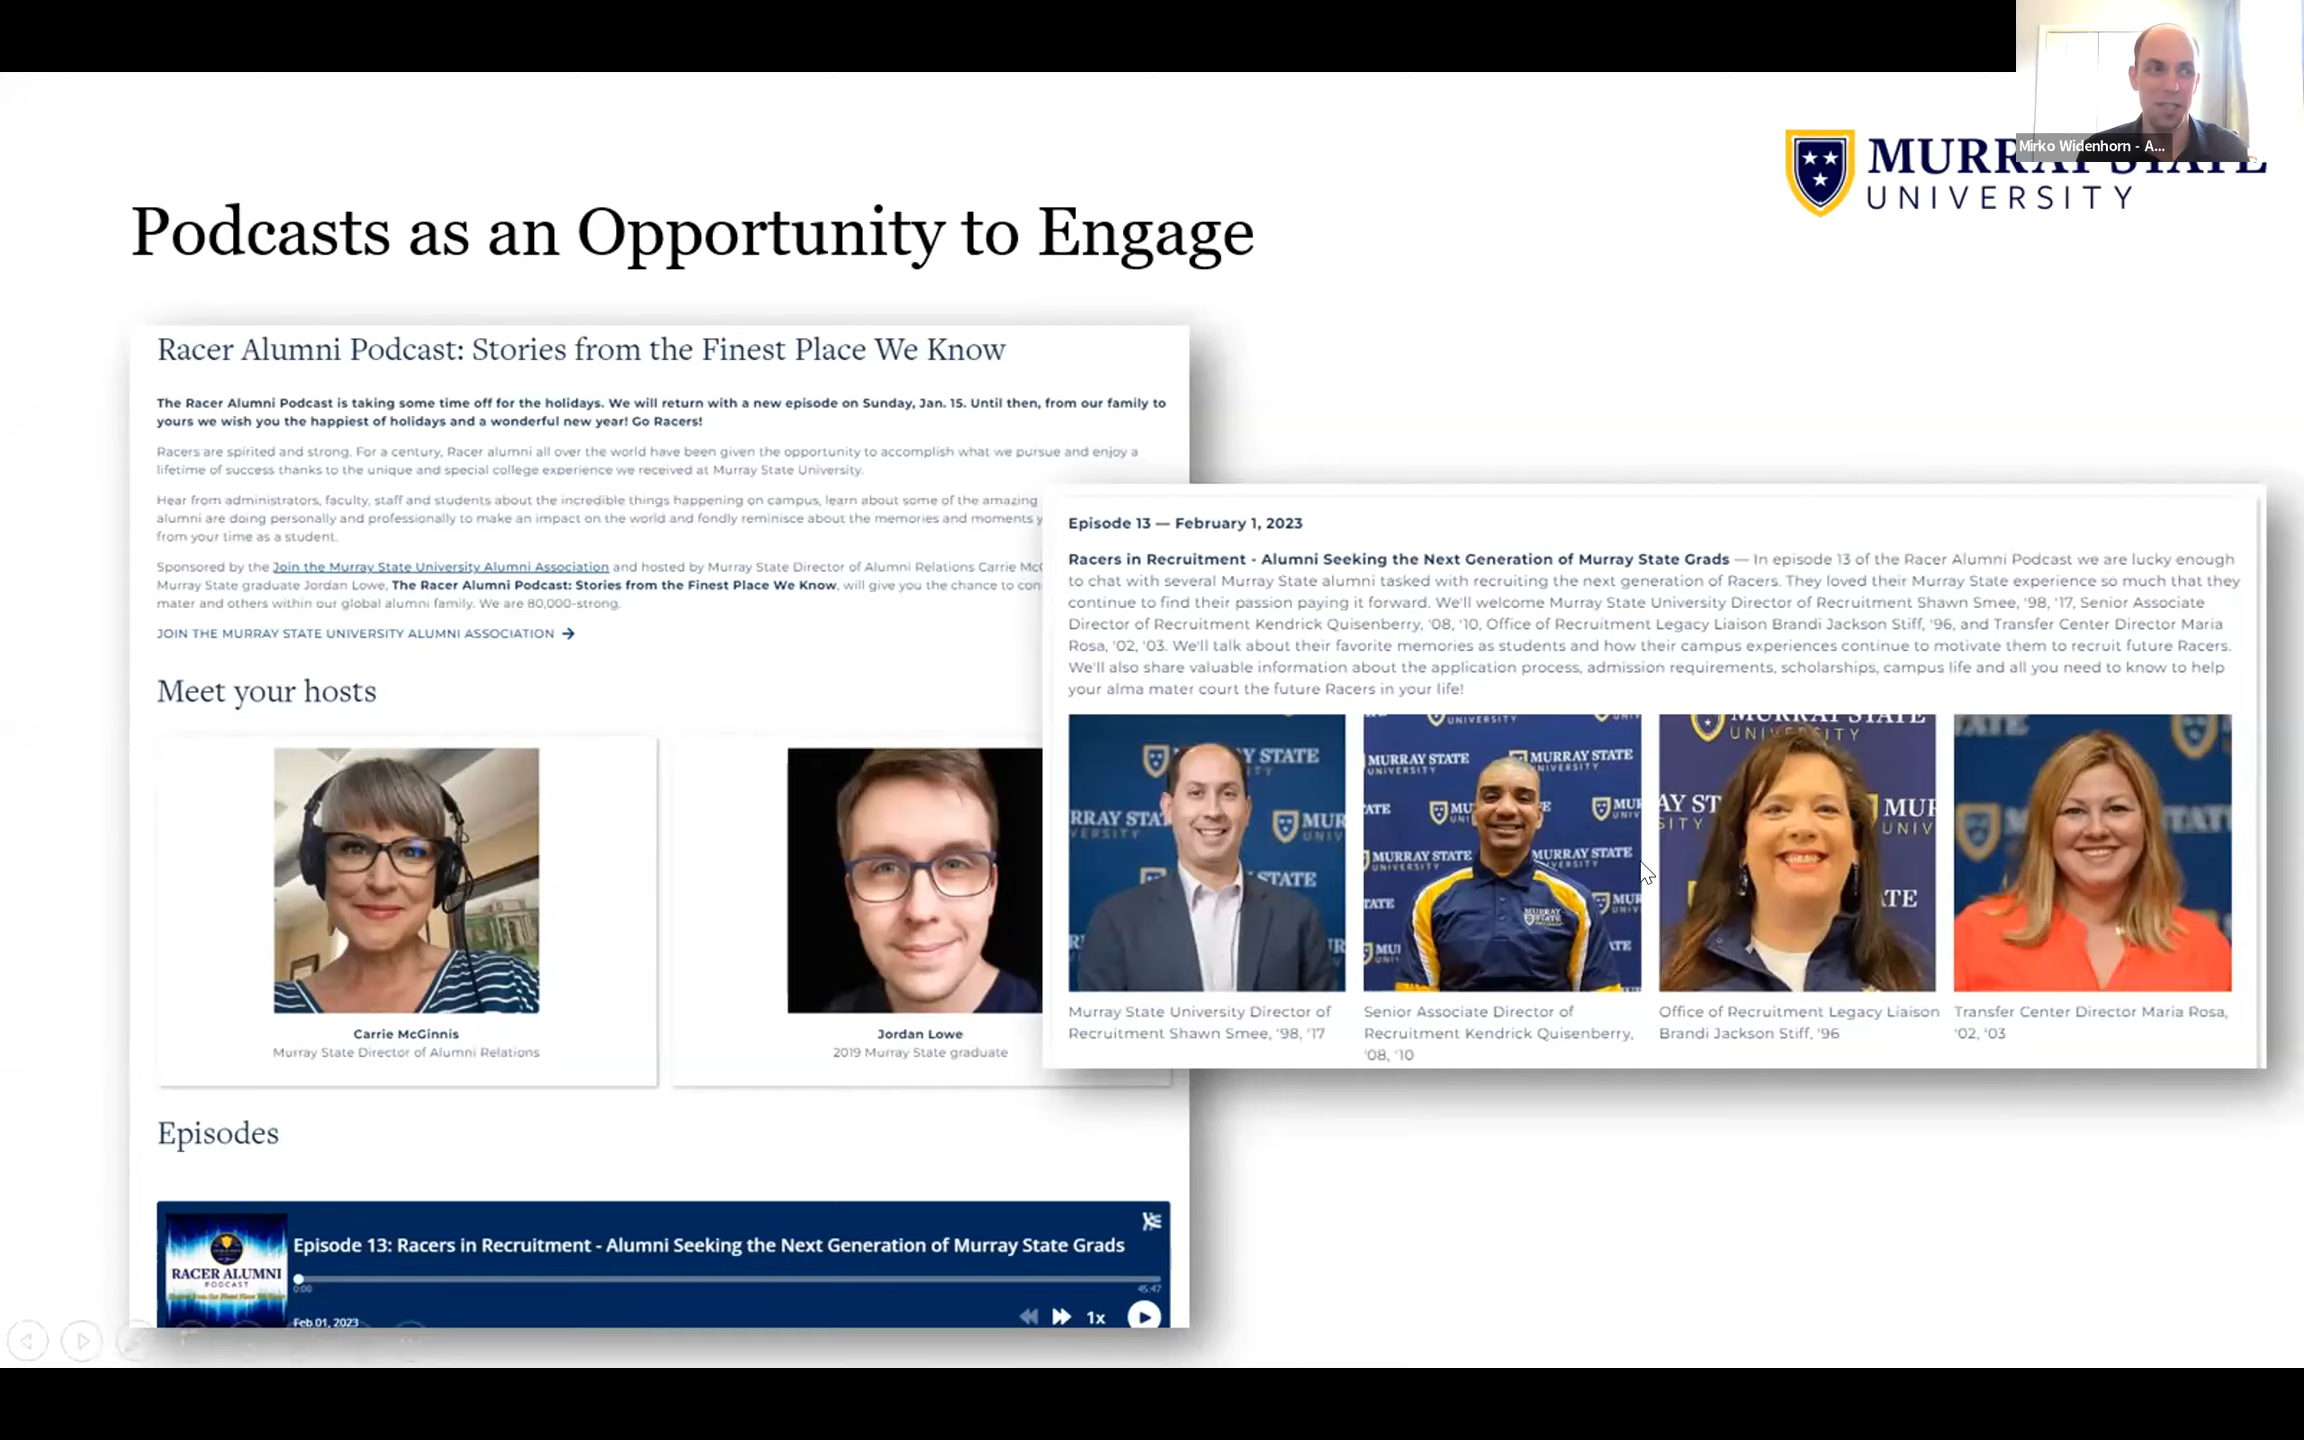 Mirko Widenhorn - A...
UNIVERSITY
Podcasts as an Opportunity to Engage
Racer Alumni Podcast: Stories from the Finest Place We Know
The Racer Alumni Podcast is taking some time off for the holidays. We will return with a new episode on Sunday, Jan. 15. Until then, from our family to
yours we wish you the happiest of holidays and a wonderful new year! Go Racers!
Racers are spirited and strong. For a century, Racer alumni all over the world have been given the opportunity to accomplish what we pursue and enjoy a
lifetime of success thanks to the unique and special college experience we received at Murray State University.
Hear from administrators, faculty, staff and students about the incredible things happening on campus, learn about some of the amazing
alumni are doing personally and professionally to make an impact on the world and fondly reminisce about the memories and moments y
from your time as a student.
Sponsored by the Join the Murray State University Alumni Association and hosted by Murray State Director of Alumni Relations Carrie McG
Murray State graduate Jordan Lowe, The Racer Alumni Podcast: Stories from the Finest Place We Know, will give you the chance to con
mater and others within our global alumni family. We are 80,000-strong.
JOIN THE MURRAY STATE UNIVERSITY ALUMNI ASSOCIATION →
Meet your hosts
Carrie McGinnis
Murray State Director of Alumni Relations
Jordan Lowe
2019 Murray State graduate
Episodes
RACER ALUMNI
PODCAST
Episode 13: Racers in Recruitment - Alumni Seeking the Next Generation of Murray State Grads
0:00
45:47
Feb 01, 2023
1x
Episode 13 — February 1, 2023
Racers in Recruitment - Alumni Seeking the Next Generation of Murray State Grads — In episode 13 of the Racer Alumni Podcast we are lucky enough
to chat with several Murray State alumni tasked with recruiting the next generation of Racers. They loved their Murray State experience so much that they
continue to find their passion paying it forward. We'll welcome Murray State University Director of Recruitment Shawn Smee, '98, '17, Senior Associate
Director of Recruitment Kendrick Quisenberry, '08, '10, Office of Recruitment Legacy Liaison Brandi Jackson Stiff, '96, and Transfer Center Director Maria
Rosa, '02, '03. We'll talk about their favorite memories as students and how their campus experiences continue to motivate them to recruit future Racers.
We'll also share valuable information about the application process, admission requirements, scholarships, campus life and all you need to know to help
your alma mater court the future Racers in your life!
Murray State University Director of
Recruitment Shawn Smee, '98, '17
Senior Associate Director of
Recruitment Kendrick Quisenberry,
'08, '10
Office of Recruitment Legacy Liaison
Brandi Jackson Stiff, '96
Transfer Center Director Maria Rosa,
'02, '03